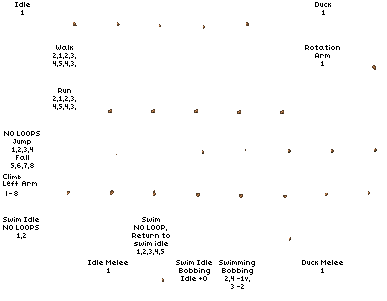 Idle
1
Duck
1
Walk
2,1,2,3,
4,5,4,3,
Rotation
Arm
1
Run
2,1,2,3,
4,5,4,3,
NO LOOPS
Jump
1,2,3,4
Fall
5,6,7,8
Climb
Left Arm
1-8
Swim Idle
NO LOOPS
1,2
Swim
NO LOOP,
Return to
swim idle
1,2,3,4,5
Idle Melee
1
Swim Idle
Bobbing
Idle +0
Swimming
Bobbing
2,4 -1v,
3 -2
Duck Melee
1